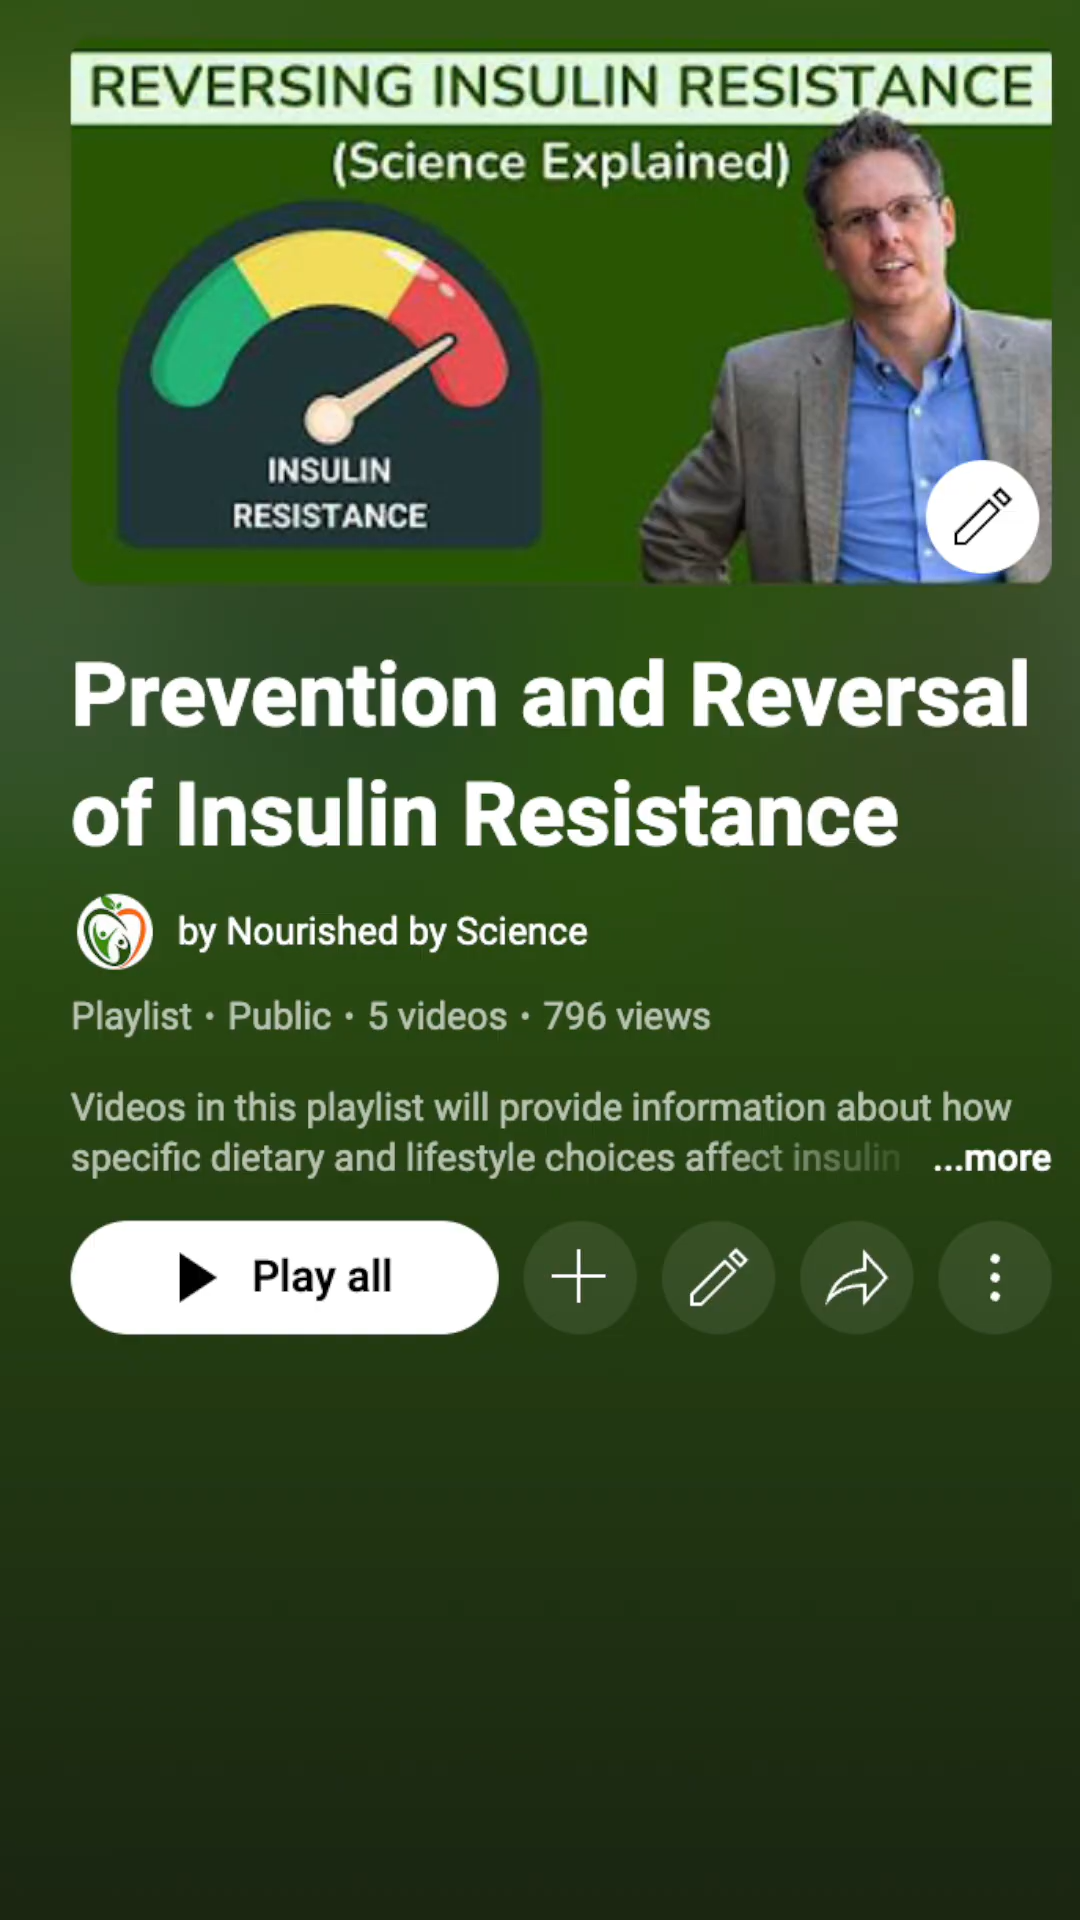 REVERSING INSULIN RESISTANCE
(Science Explained)
INSULIN
RESISTANCE
Prevention and Reversal
of Insulin Resistance
by Nourished by Science
Playlist • Public • 5 videos • 796 views
Videos in this playlist will provide information about how
specific dietary and lifestyle choices affect insulin ...more
Play all